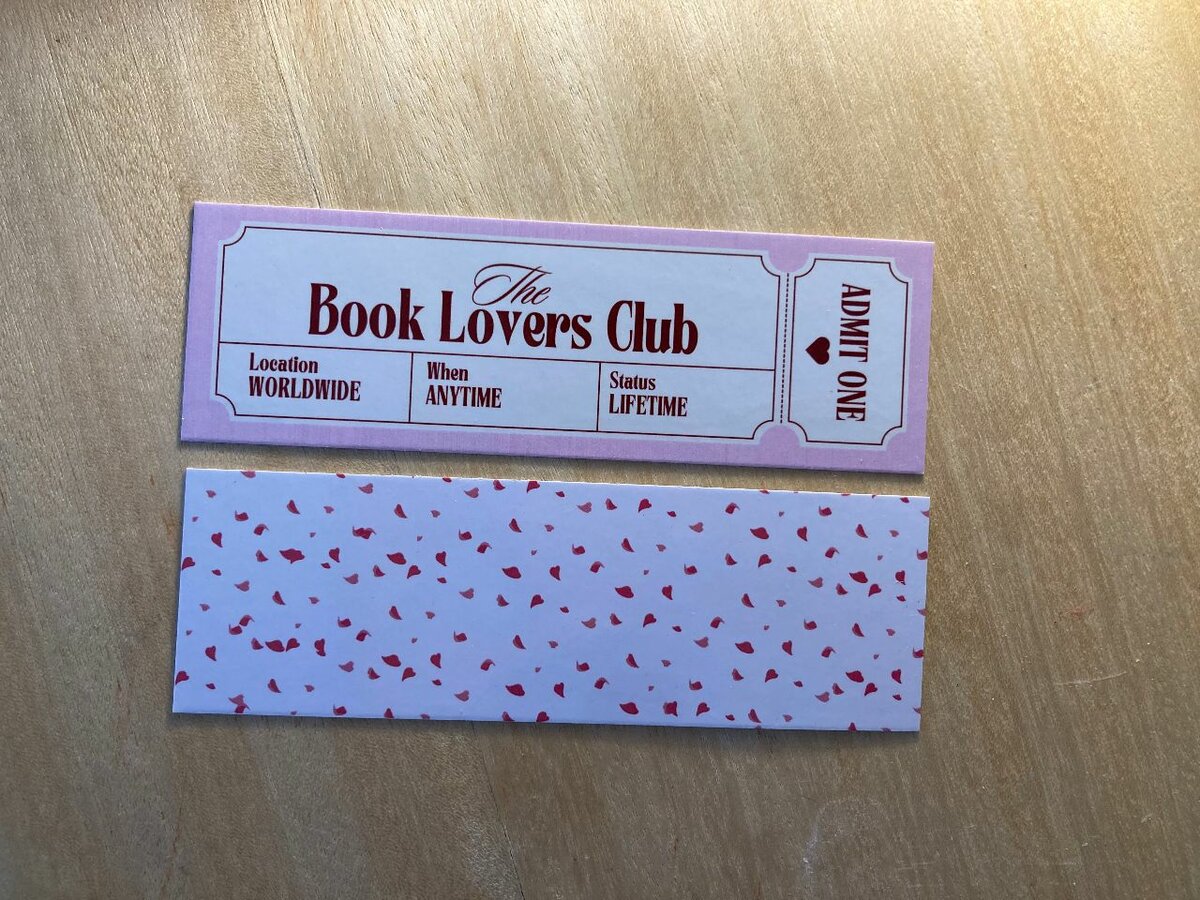 The
Book Lovers Club
Location
WORLDWIDE
When
ANYTIME
Status
LIFETIME
ADMIT ONE